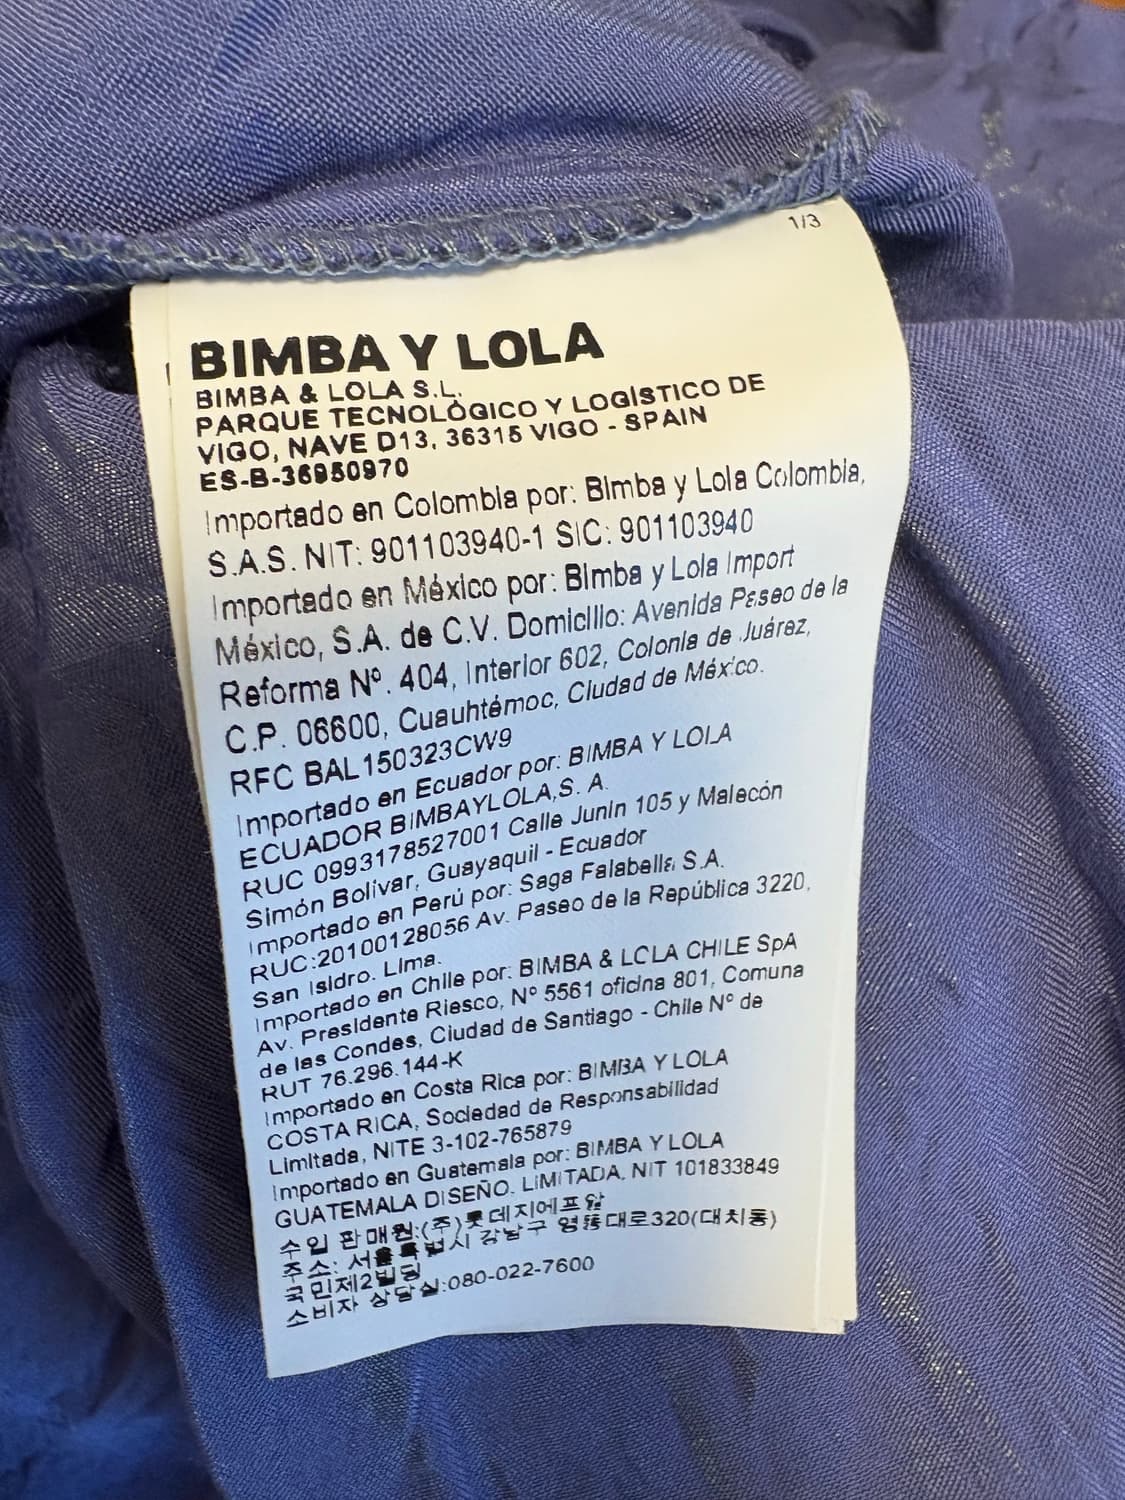 1/3
BIMBA Y LOLA
BIMBA & LOLA S.L.
PARQUE TECNOLÓGICO Y LOGÍSTICO DE
VIGO, NAVE D13, 36315 VIGO - SPAIN
ES-B-36950970
Importado en Colombia por: Bimba y Lola Colombia,
S.A.S. NIT: 901103940-1 SIC: 901103940
Importado en México por: Bimba y Lola Import
México, S.A. de C.V. Domicilio: Avenida Paseo de la
Reforma Nº. 404, Interior 602, Colonia de Juárez,
C.P. 06600, Cuauhtémoc, Ciudad de México.
RFC BAL150323CW9
Importado en Ecuador por: BIMBA Y LOLA
ECUADOR BIMBAYLOLA,S. A.
RUC 0993178527001 Calle Junin 105 y Malecón
Simón Bolívar, Guayaquil - Ecuador
Importado en Perú por: Saga Falabella S.A.
RUC:20100128056 Av. Paseo de la República 3220,
San Isidro. Lima.
Importado en Chile por: BIMBA & LOLA CHILE SpA
Av. Presidente Riesco, Nº 5561 oficina 801, Comuna
de las Condes, Ciudad de Santiago - Chile Nº de
RUT 76.296.144-K
Importado en Costa Rica por: BIMBA Y LOLA
COSTA RICA, Sociedad de Responsabilidad
Limitada, NITE 3-102-765879
Importado en Guatemala por: BIMBA Y LOLA
GUATEMALA DISEÑO. LIMITADA. NIT 101833849
수입 판매원:(주)롯데지에프알
주소: 서울특별시 강남구 영동대로320(대치동)
국민제2빌딩
소비자 상담실:080-022-7600